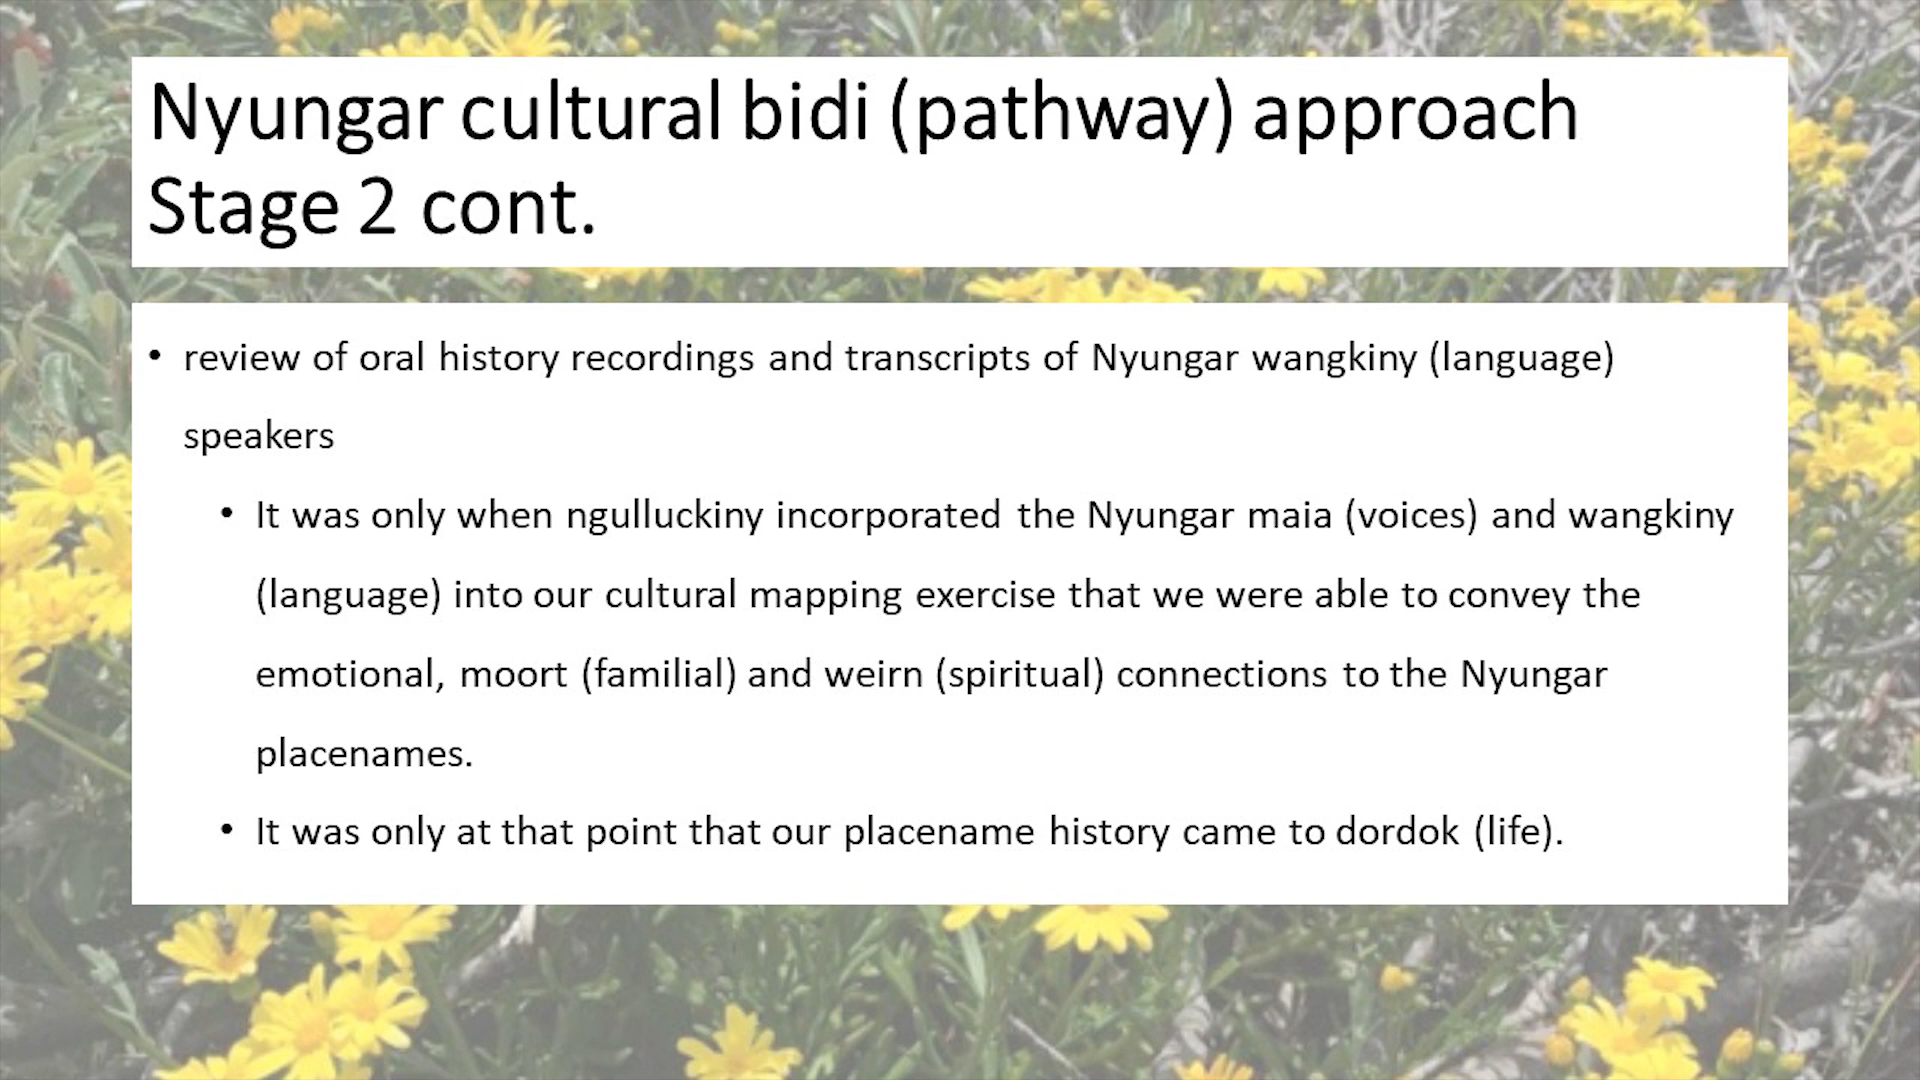 Nyungar cultural bidi (pathway) approach
Stage 2 cont.
• review of oral history recordings and transcripts of Nyungar wangkiny (language)
speakers
• It was only when ngulluckiny incorporated the Nyungar maia (voices) and wangkiny
(language) into our cultural mapping exercise that we were able to convey the
emotional, moort (familial) and weirn (spiritual) connections to the Nyungar
placenames.
• It was only at that point that our placename history came to dordok (life).